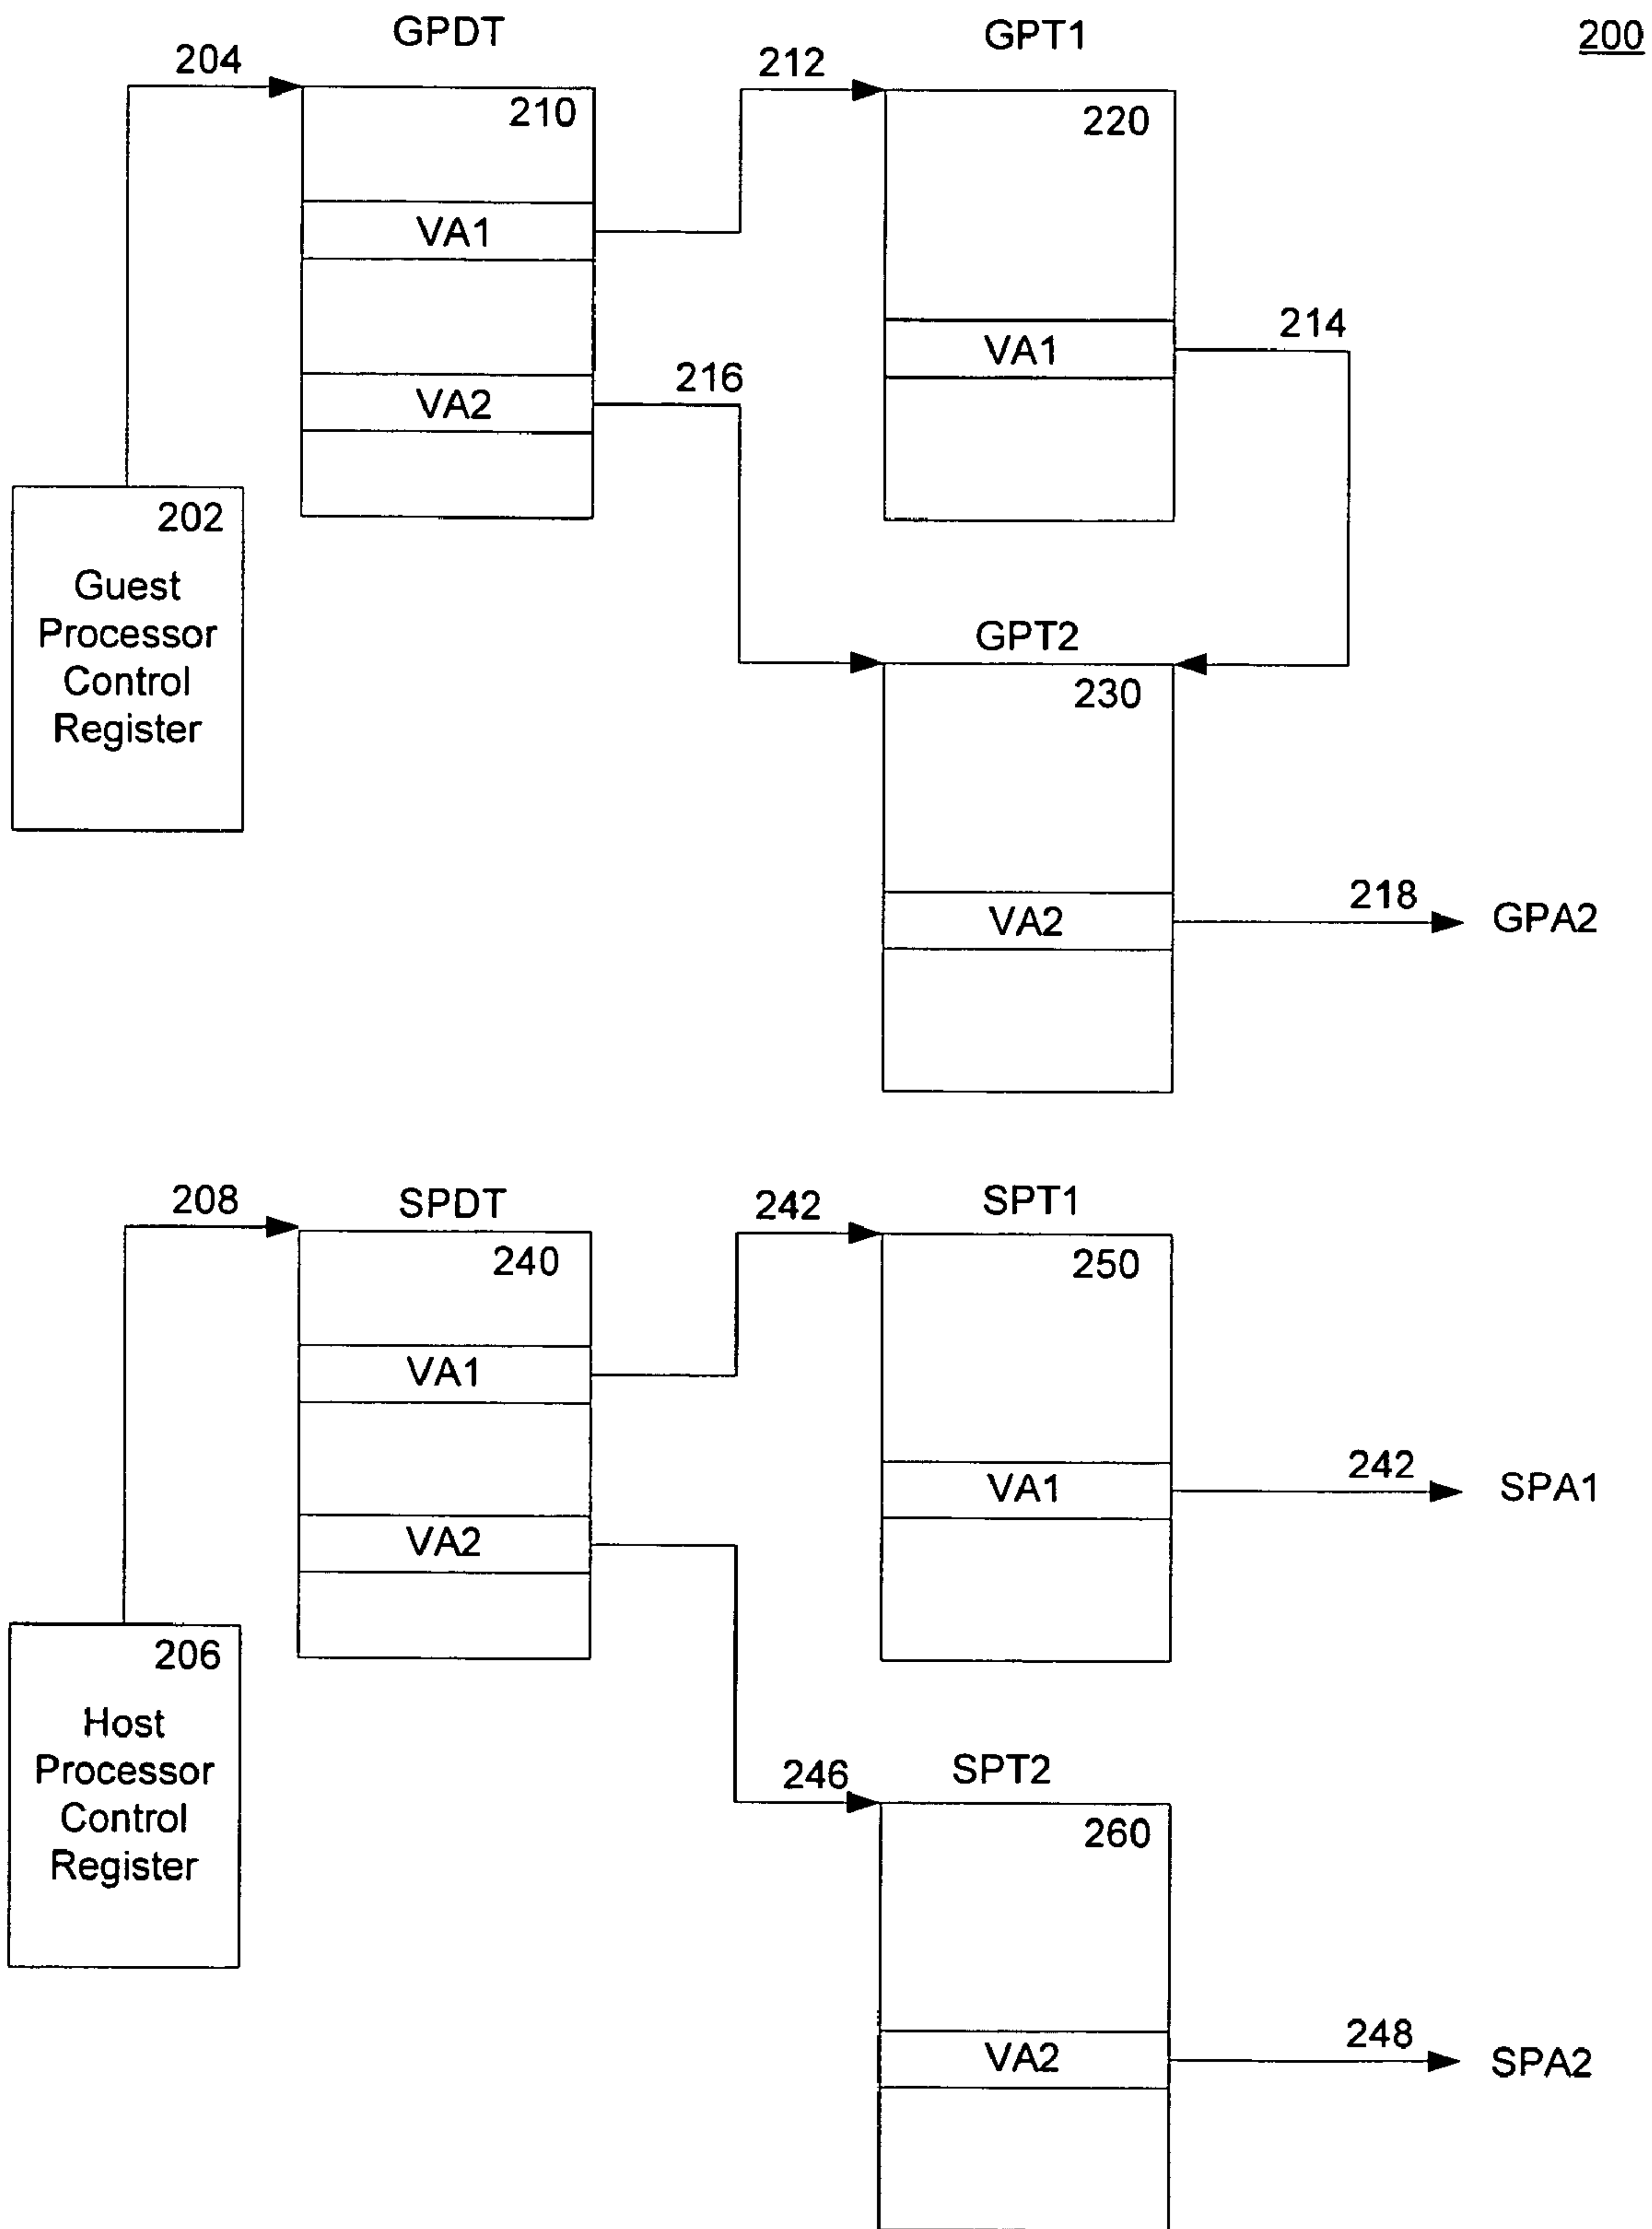 200
GPDT
GPT1
204
212
210
220
VA1
214
VA1
216
VA2
202
Guest
Processor
Control
Register
GPT2
230
218
VA2
GPA2
208
SPDT
242
SPT1
240
250
VA1
242
VA1
SPA1
VA2
206
Host
Processor
Control
Register
246
SPT2
260
248
VA2
SPA2